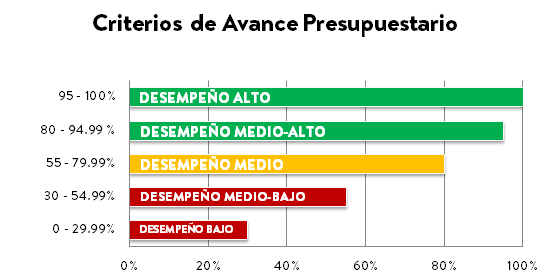 Criterios de Avance Presupuestario
95 - 100% DESEMPEÑO ALTO
80 - 94.99 % DESEMPEÑO MEDIO-ALTO
55 - 79.99% DESEMPEÑO MEDIO
30 - 54.99% DESEMPEÑO MEDIO-BAJO
0 - 29.99% DESEMPEÑO BAJO
0% 20% 40% 60% 80% 100%